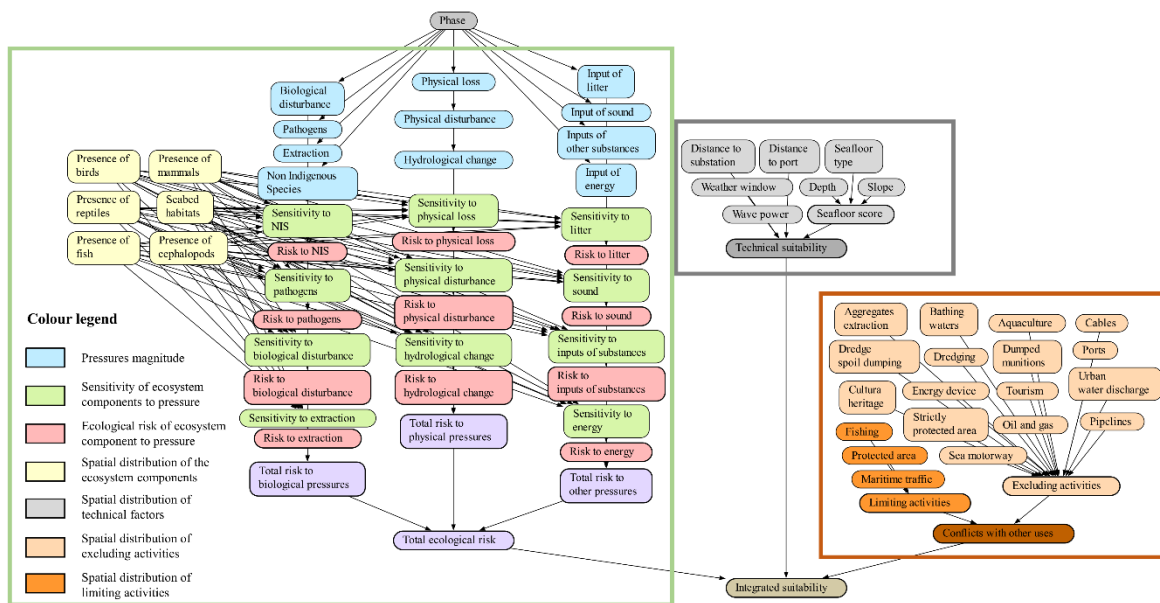 Phase
Biological
disturbance
Pathogens
Extraction
Non Indigenous
Species
Physical loss
Physical disturbance
Hydrological change
Input of
litter
Input of sound
Inputs of
other substances
Input of
energy
Presence of
birds
Presence of
mammals
Presence of
reptiles
Seabed
habitats
Presence of
fish
Presence of
cephalopods
Sensitivity to
NIS
Risk to NIS
Sensitivity to
pathogens
Risk to pathogens
Sensitivity to
biological disturbance
Risk to
biological disturbance
Sensitivity to extraction
Risk to extraction
Total risk to
biological pressures
Sensitivity to
physical loss
Risk to physical loss
Sensitivity to
physical disturbance
Risk to
physical disturbance
Sensitivity to
hydrological change
Risk to
hydrological change
Total risk to
physical pressures
Sensitivity to
litter
Risk to litter
Sensitivity to
sound
Risk to sound
Sensitivity to
inputs of substances
Risk to
inputs of substances
Sensitivity to
energy
Risk to energy
Total risk to
other pressures
Total ecological risk
Colour legend
Pressures magnitude
Sensitivity of ecosystem
components to pressure
Ecological risk of ecosystem
component to pressure
Spatial distribution of the
ecosystem components
Spatial distribution of
technical factors
Spatial distribution of
excluding activities
Spatial distribution of
limiting activities
Distance to
substation
Distance
to port
Seafloor
type
Weather window
Depth
Slope
Wave power
Seafloor score
Technical suitability
Aggregates
extraction
Bathing
waters
Aquaculture
Cables
Dredge
spoil dumping
Dredging
Dumped
munitions
Ports
Cultura
heritage
Energy device
Tourism
Urban
water discharge
Strictly
protected area
Oil and gas
Pipelines
Fishing
Sea motorway
Protected area
Maritime traffic
Excluding activities
Limiting activities
Conflicts with other uses
Integrated suitability